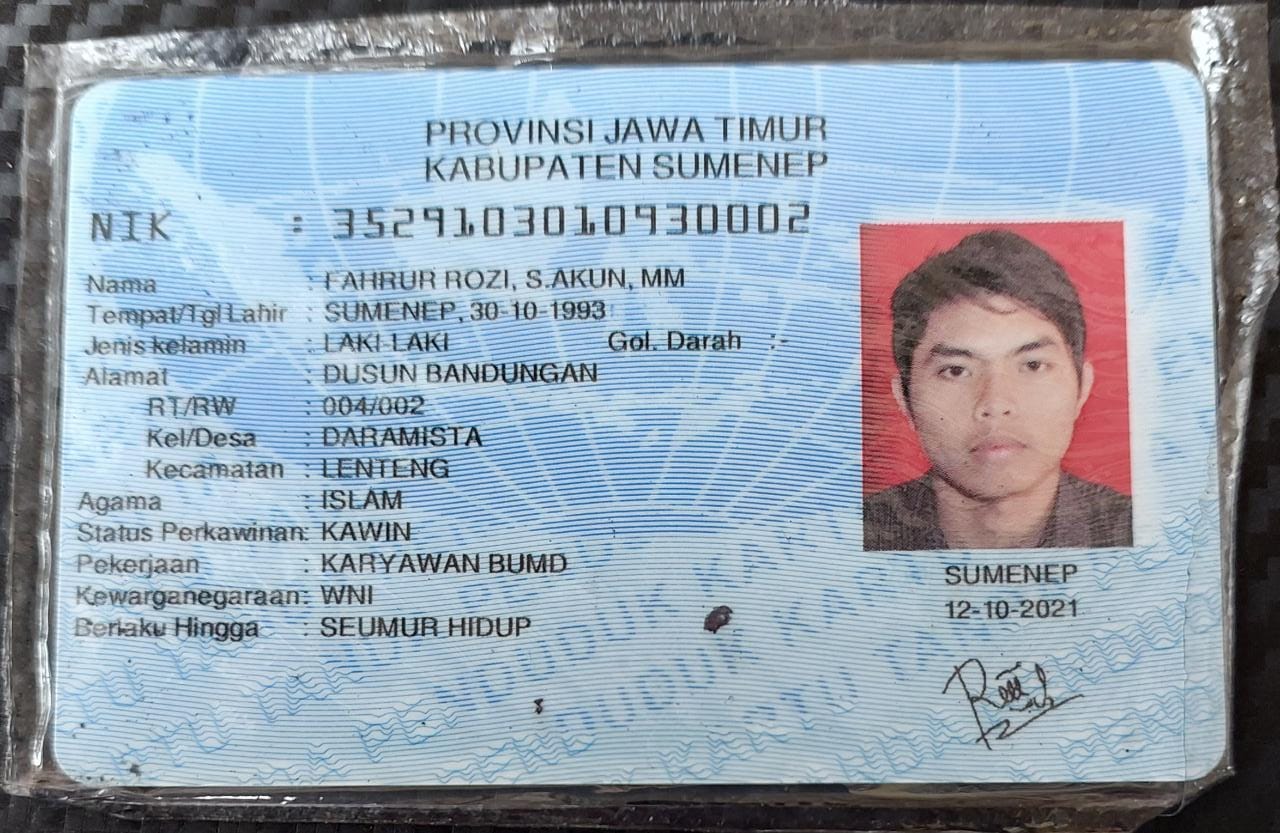 PROVINSI JAWA TIMUR
KABUPATEN SUMENEP
NIK : 3529103010930002
Nama : FAHRUR ROZI, S.AKUN, MM
Tempat/Tgl Lahir : SUMENEP, 30-10-1993
Jenis kelamin : LAKI-LAKI Gol. Darah :-
Alamat : DUSUN BANDUNGAN
RT/RW : 004/002
Kel/Desa : DARAMISTA
Kecamatan : LENTENG
Agama : ISLAM
Status Perkawinan: KAWIN
Pekerjaan : KARYAWAN BUMD
Kewarganegaraan: WNI
Berlaku Hingga : SEUMUR HIDUP
SUMENEP
12-10-2021